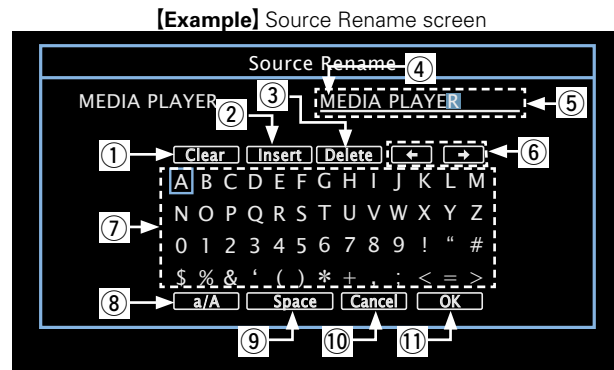 【Example】 Source Rename screen
Source Rename
④
MEDIA PLAYER
② ③
MEDIA PLAYER
⑤
① Clear Insert Delete ← → ⑥
A B C D E F G H I J K L M
⑦ N O P Q R S T U V W X Y Z
0 1 2 3 4 5 6 7 8 9 ! “ #
$ % & ‘ ( ) * + , : < = >
⑧ a/A Space Cancel OK
⑨ ⑩ ⑪